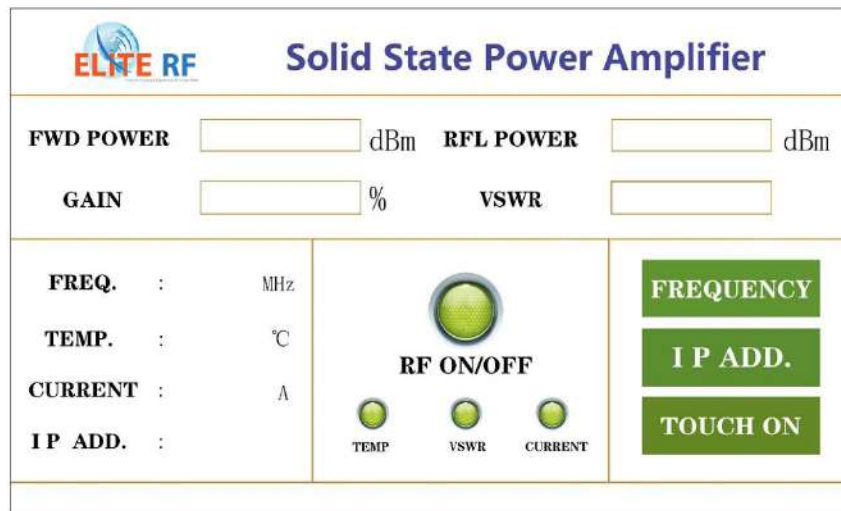 ELITE RF
Solid State Power Amplifier
FWD POWER dBm RFL POWER dBm
GAIN % VSWR
FREQ. : MHz
TEMP. : ℃
CURRENT : A
I P ADD. :
RF ON/OFF
TEMP VSWR CURRENT
FREQUENCY
I P ADD.
TOUCH ON